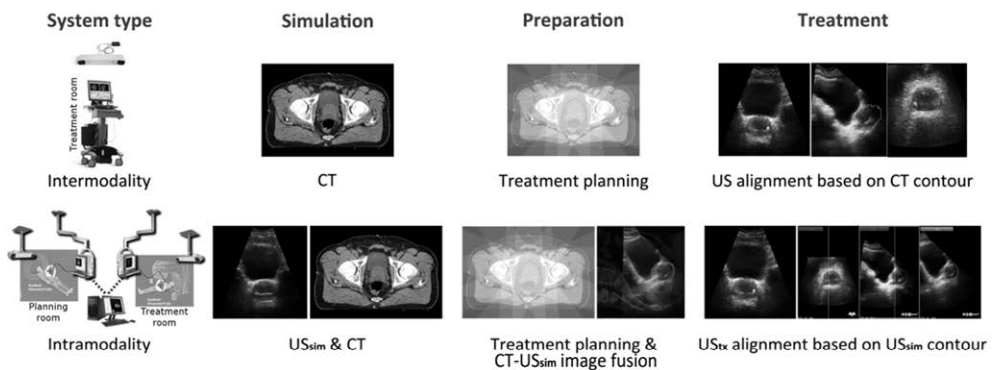 System type
Simulation
Preparation
Treatment
Treatment room
Intermodality
CT
Treatment planning
US alignment based on CT contour
Planning
room
Treatment
room
Intramodality
USsim & CT
Treatment planning &
CT-USsim image fusion
UStx alignment based on USsim contour